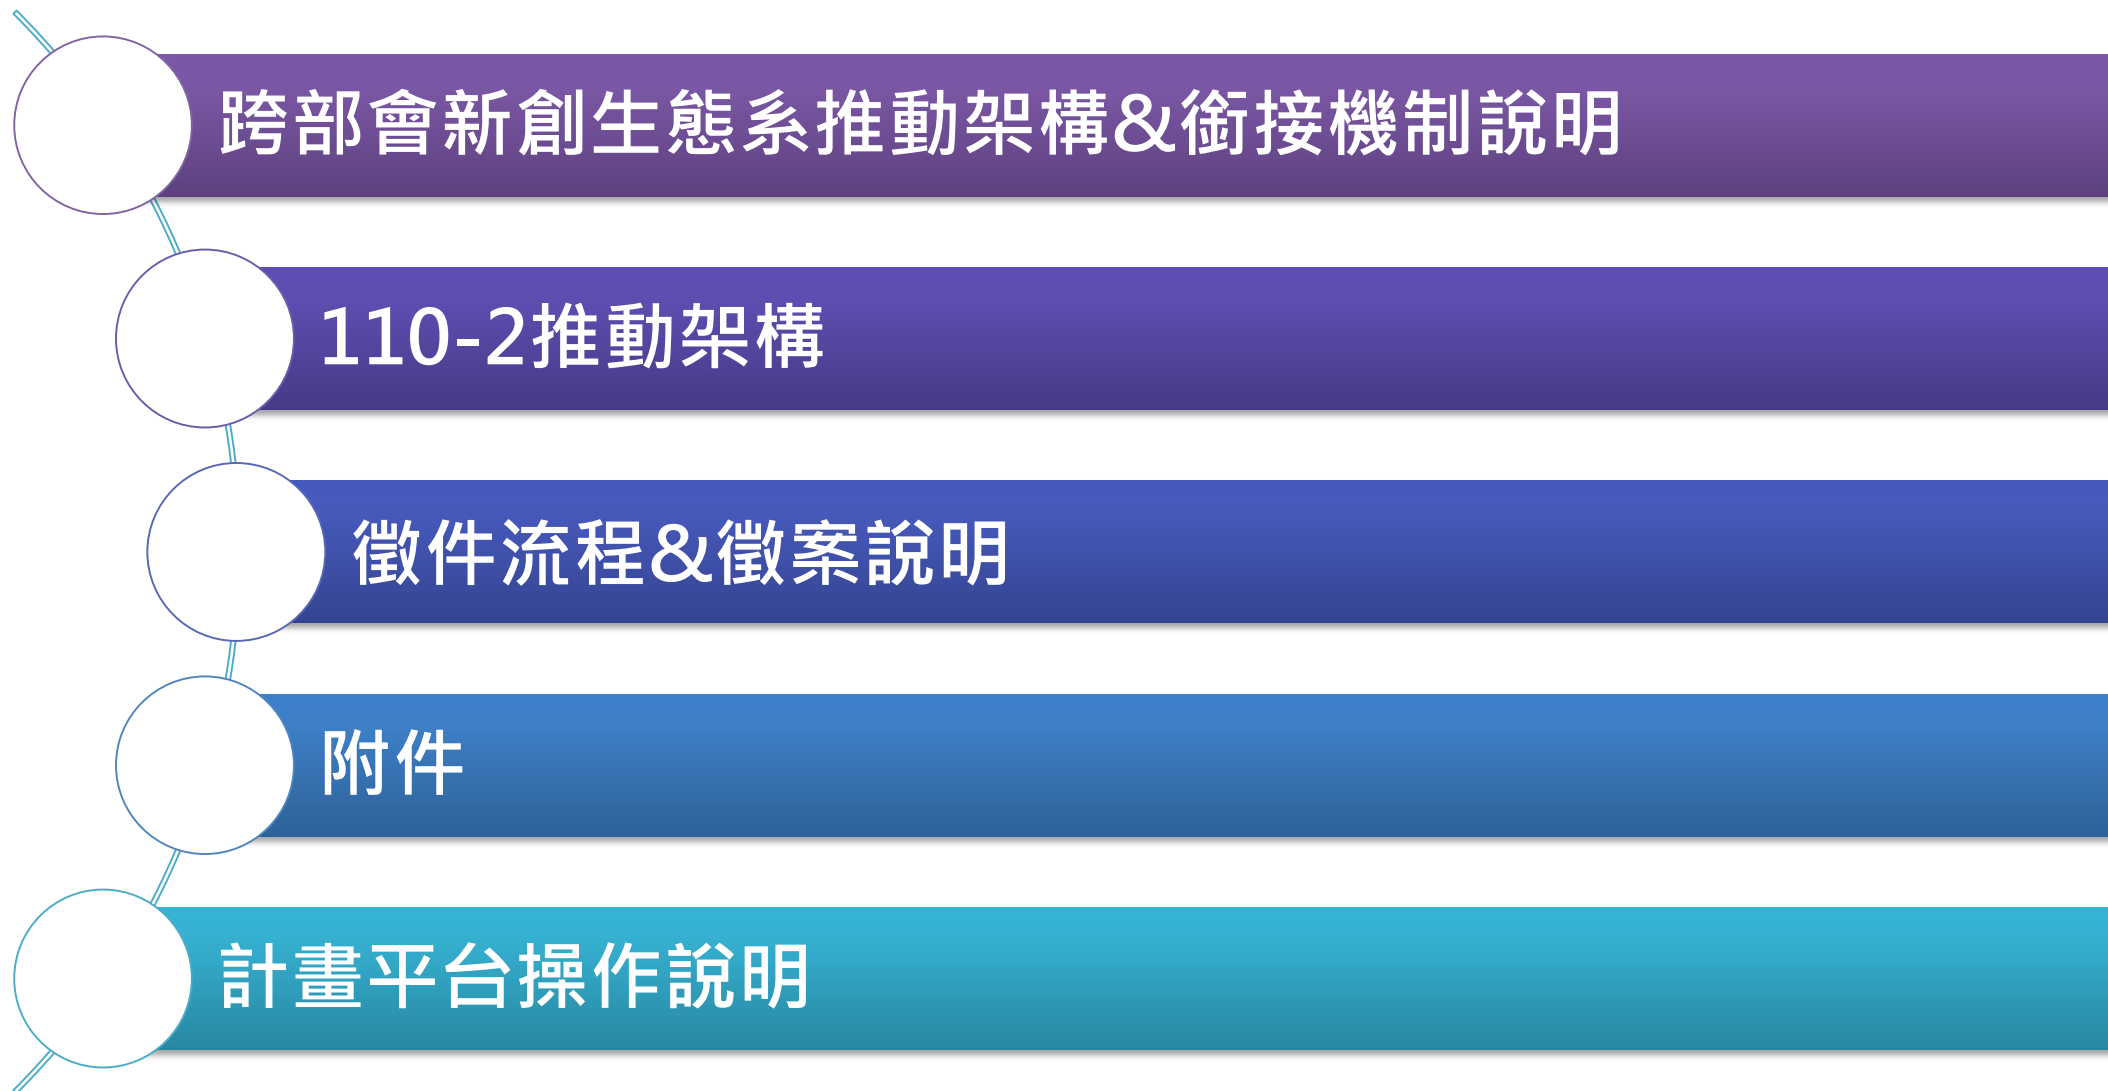 跨部會新創生態系推動架構&銜接機制說明
110-2推動架構
徵件流程&徵案說明
附件
計畫平台操作說明